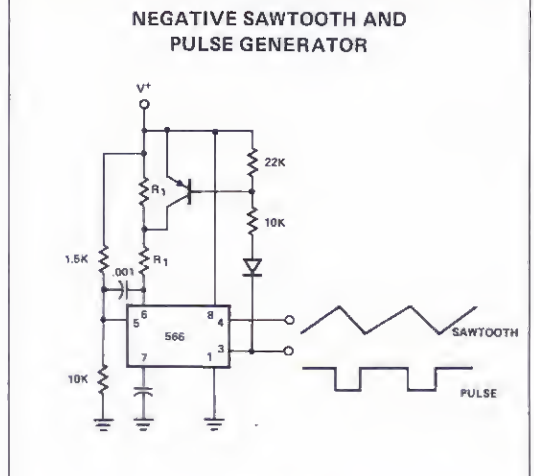 NEGATIVE SAWTOOTH AND
PULSE GENERATOR
V+
22K
R1
10K
1.5K
R1
.001
6
8
5
4
566
3
7
1
SAWTOOTH
10K
PULSE